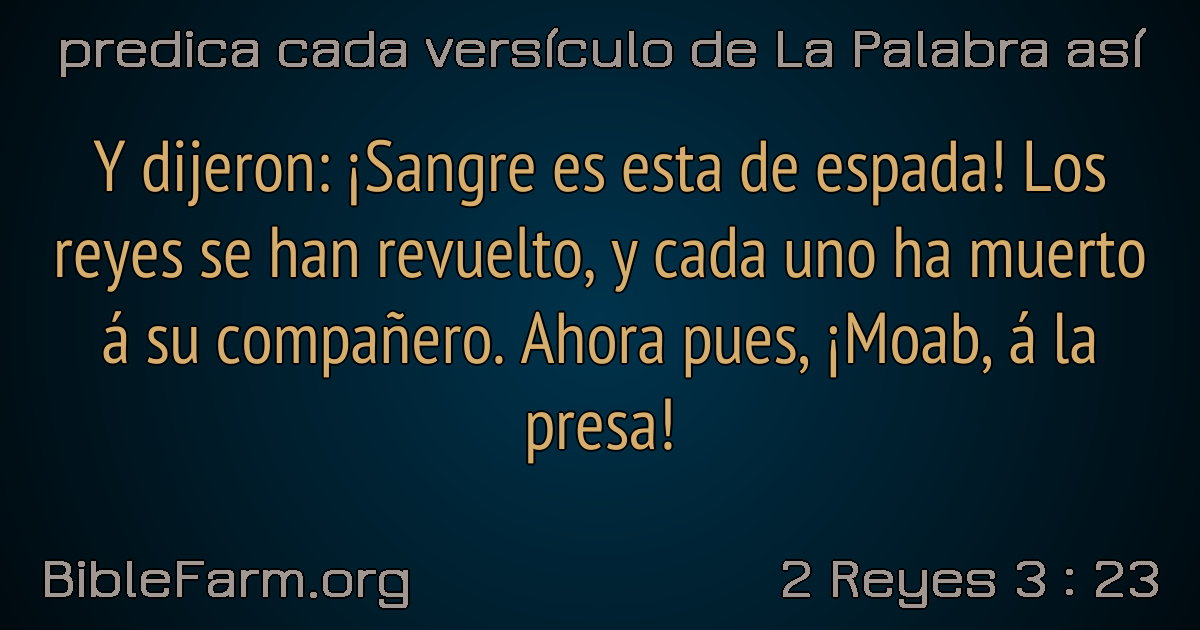 predica cada versículo de La Palabra así
Y dijeron: ¡Sangre es esta de espada! Los
reyes se han revuelto, y cada uno ha muerto
á su compañero. Ahora pues, ¡Moab, á la
presa!
BibleFarm.org
2 Reyes 3 : 23